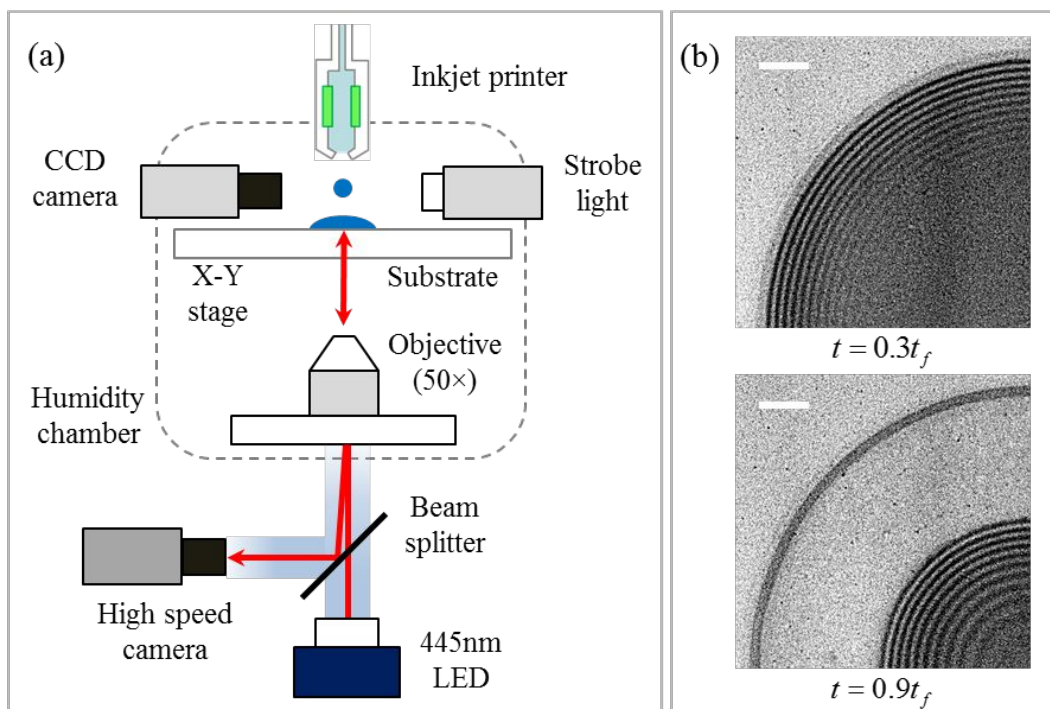 (a)
Inkjet printer
CCD
camera
Strobe
light
X-Y
stage
Substrate
Objective
(50×)
Humidity
chamber
Beam
splitter
High speed
camera
445nm
LED
(b)
t = 0.3t_f
t = 0.9t_f